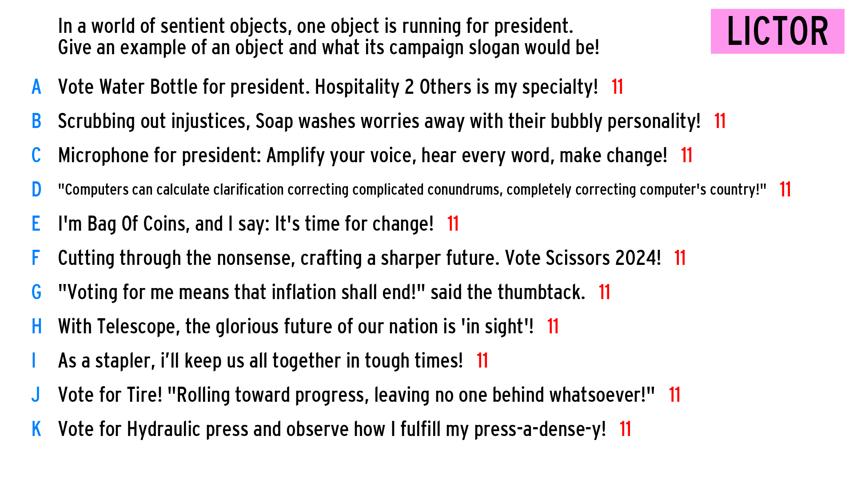 In a world of sentient objects, one object is running for president.
Give an example of an object and what its campaign slogan would be!
LICTOR
A Vote Water Bottle for president. Hospitality 2 Others is my specialty! 11
B Scrubbing out injustices, Soap washes worries away with their bubbly personality! 11
C Microphone for president: Amplify your voice, hear every word, make change! 11
D "Computers can calculate clarification correcting complicated conundrums, completely correcting computer's country!" 11
E I'm Bag Of Coins, and I say: It's time for change! 11
F Cutting through the nonsense, crafting a sharper future. Vote Scissors 2024! 11
G "Voting for me means that inflation shall end!" said the thumbtack. 11
H With Telescope, the glorious future of our nation is 'in sight'! 11
I As a stapler, i’ll keep us all together in tough times! 11
J Vote for Tire! "Rolling toward progress, leaving no one behind whatsoever!" 11
K Vote for Hydraulic press and observe how I fulfill my press-a-dense-y! 11